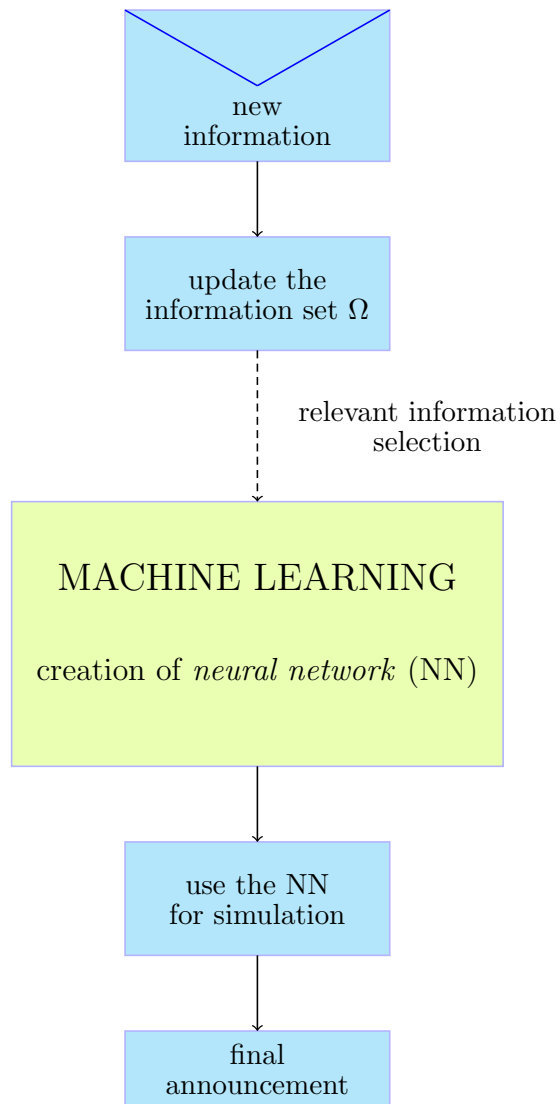 new
information
update the
information set Ω
relevant information
selection
MACHINE LEARNING
creation of neural network (NN)
use the NN
for simulation
final
announcement